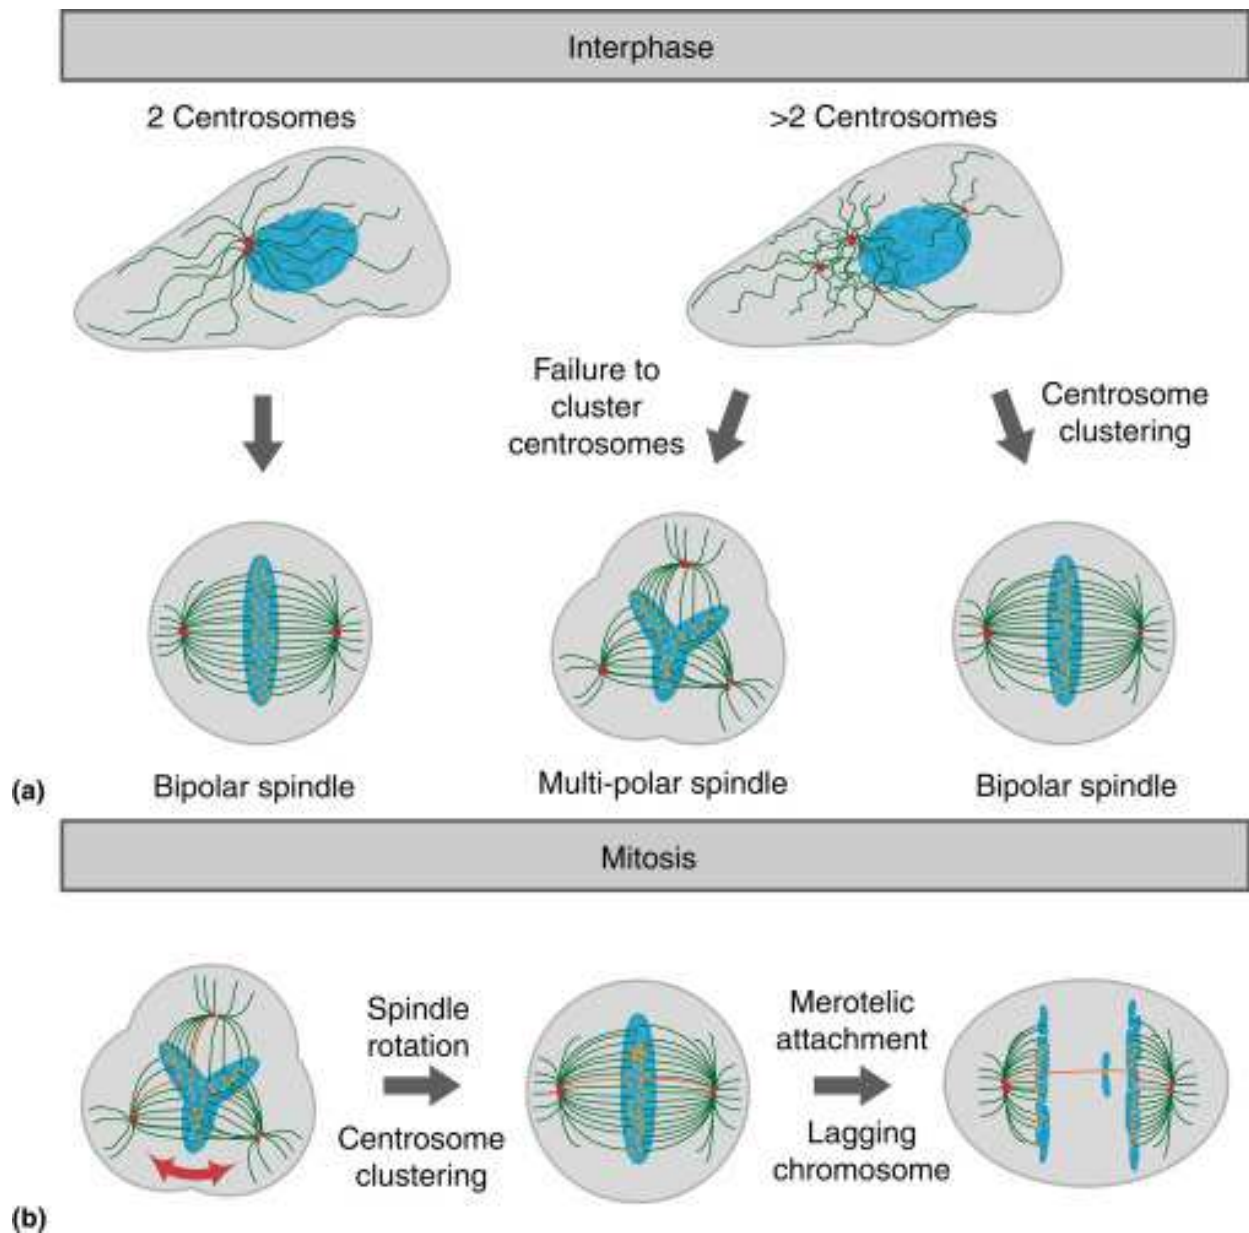 Interphase
2 Centrosomes
>2 Centrosomes
Failure to
cluster
centrosomes
Centrosome
clustering
(a)
Bipolar spindle
Multi-polar spindle
Bipolar spindle
Mitosis
Spindle
rotation
Centrosome
clustering
Merotelic
attachment
Lagging
chromosome
(b)